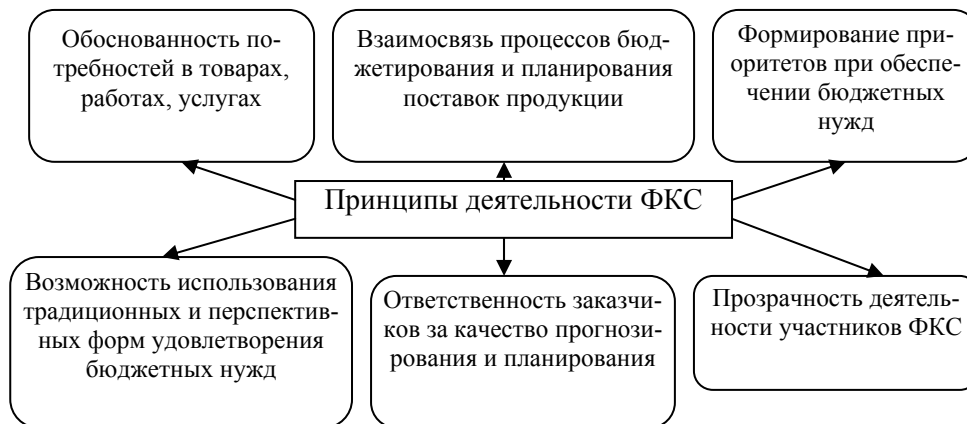 Обоснованность по-
требностей в товарах,
работах, услугах
Взаимосвязь процессов бюд-
жетирования и планирования
поставок продукции
Формирование при-
оритетов при обеспе-
чении бюджетных
нужд
Принципы деятельности ФКС
Возможность использования
традиционных и перспектив-
ных форм удовлетворения
бюджетных нужд
Ответственность заказчи-
ков за качество прогнози-
рования и планирования
Прозрачность деятель-
ности участников ФКС